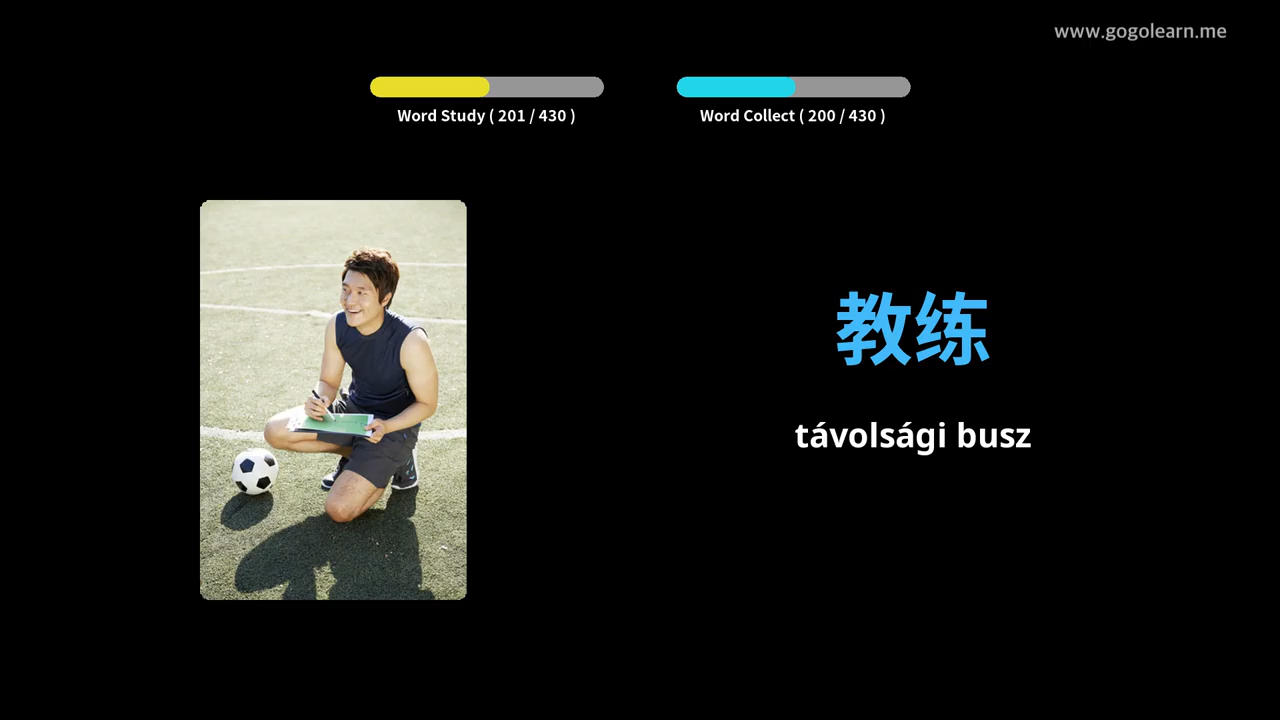 www.gogolearn.me
Word Study ( 201 / 430 )
Word Collect ( 200 / 430 )
教练
távolsági busz